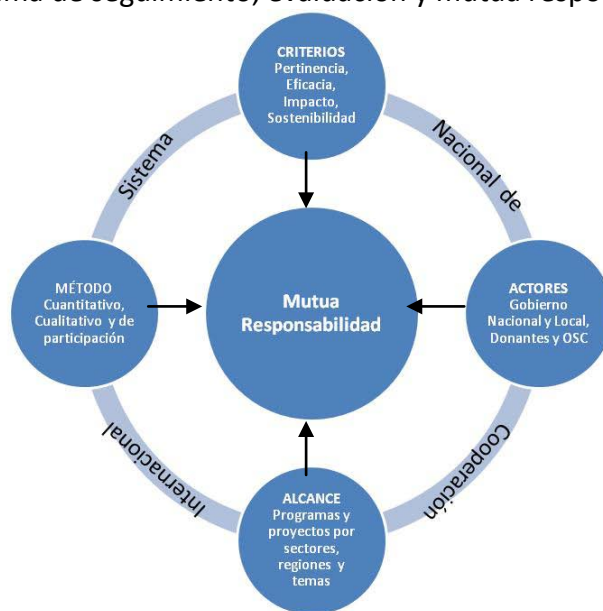 ma de seguimiento, evaluación y mutua respo
CRITERIOS
Pertinencia,
Eficacia,
Impacto,
Sostenibilidad
Sistema
Nacional de
MÉTODO
Cuantitativo,
Cualitativo y de
participación
Mutua
Responsabilidad
ACTORES
Gobierno
Nacional y Local,
Donantes y OSC
Internacional
Cooperación
ALCANCE
Programas y
proyectos por
sectores,
regiones y
temas